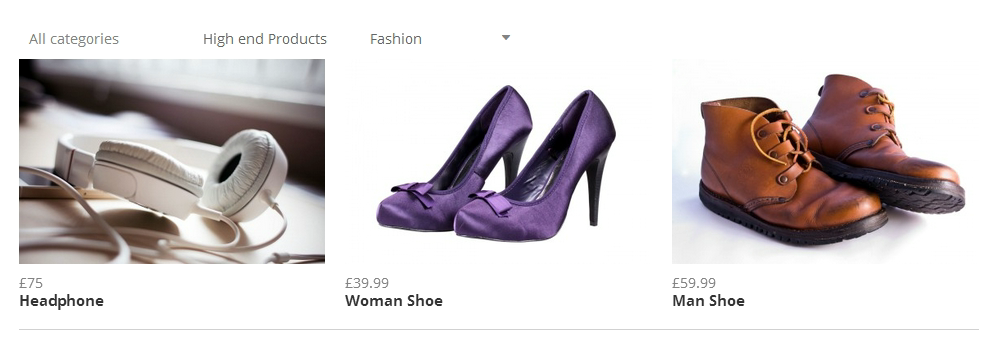 All categories High end Products Fashion
£75
Headphone
£39.99
Woman Shoe
£59.99
Man Shoe